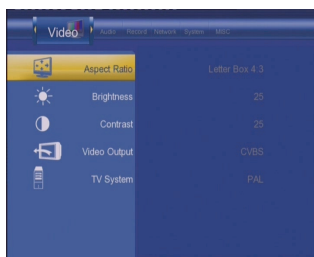 Video Audio Record Network System MISC
Aspect Ratio Letter Box 4:3
Brightness 25
Contrast 25
Video Output CVBS
TV System PAL